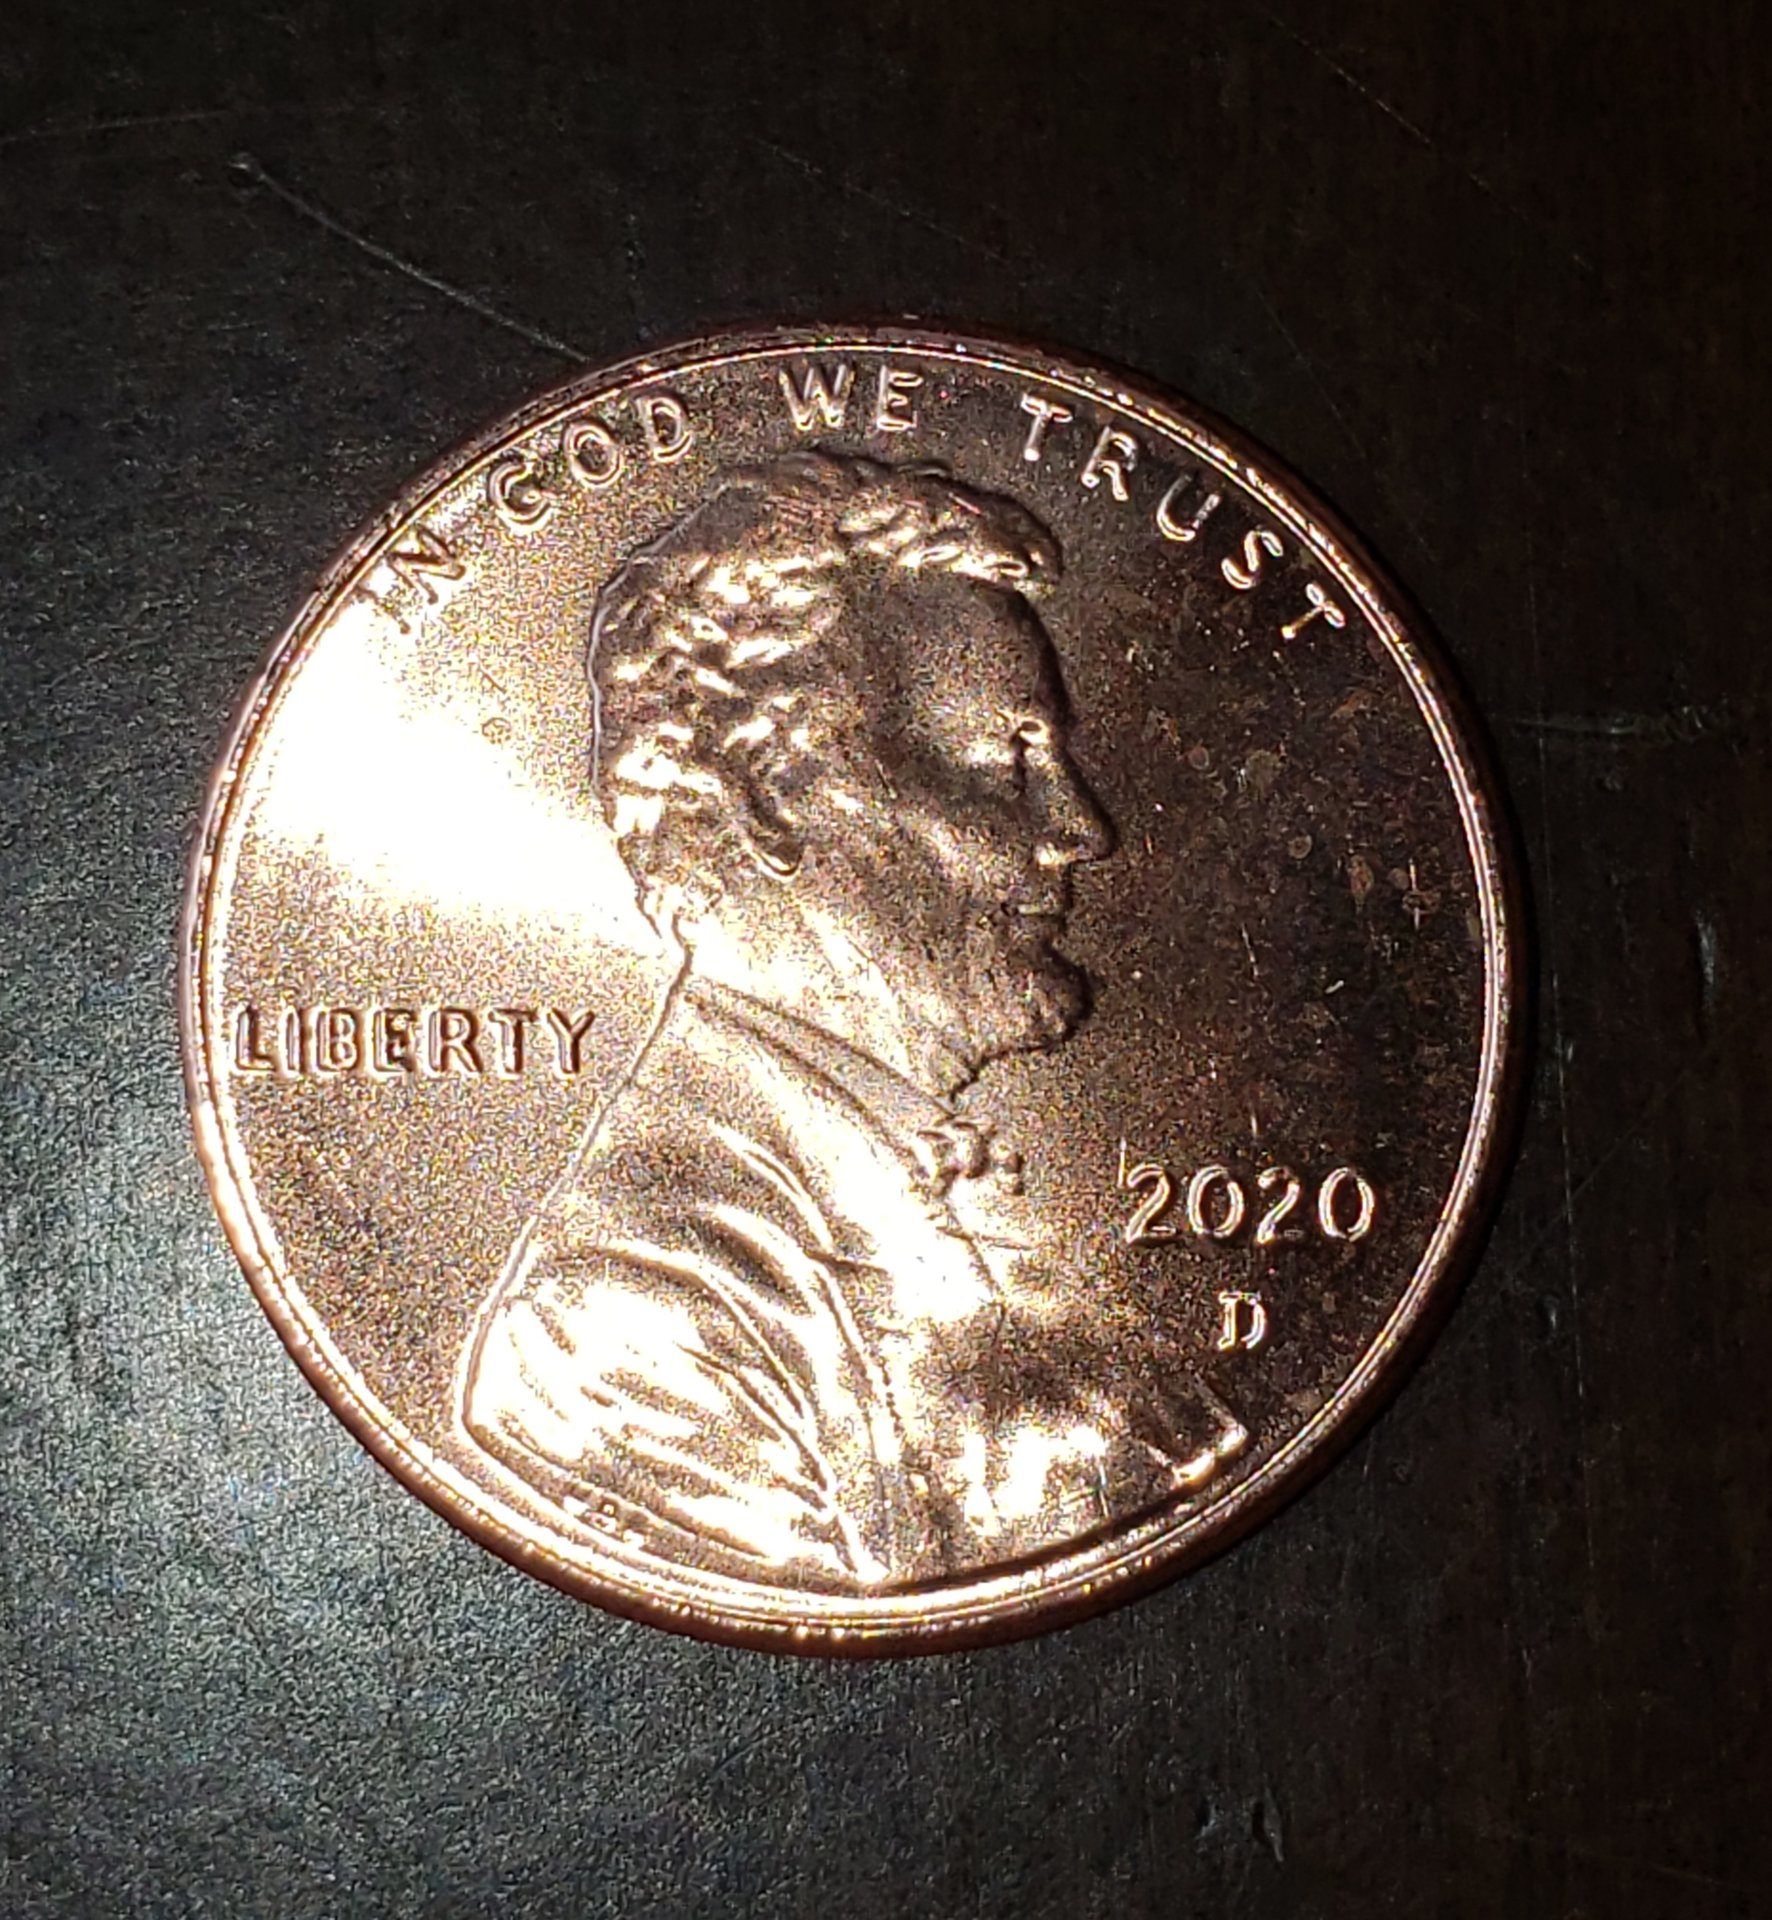 IN GOD WE TRUST
LIBERTY
2020
D